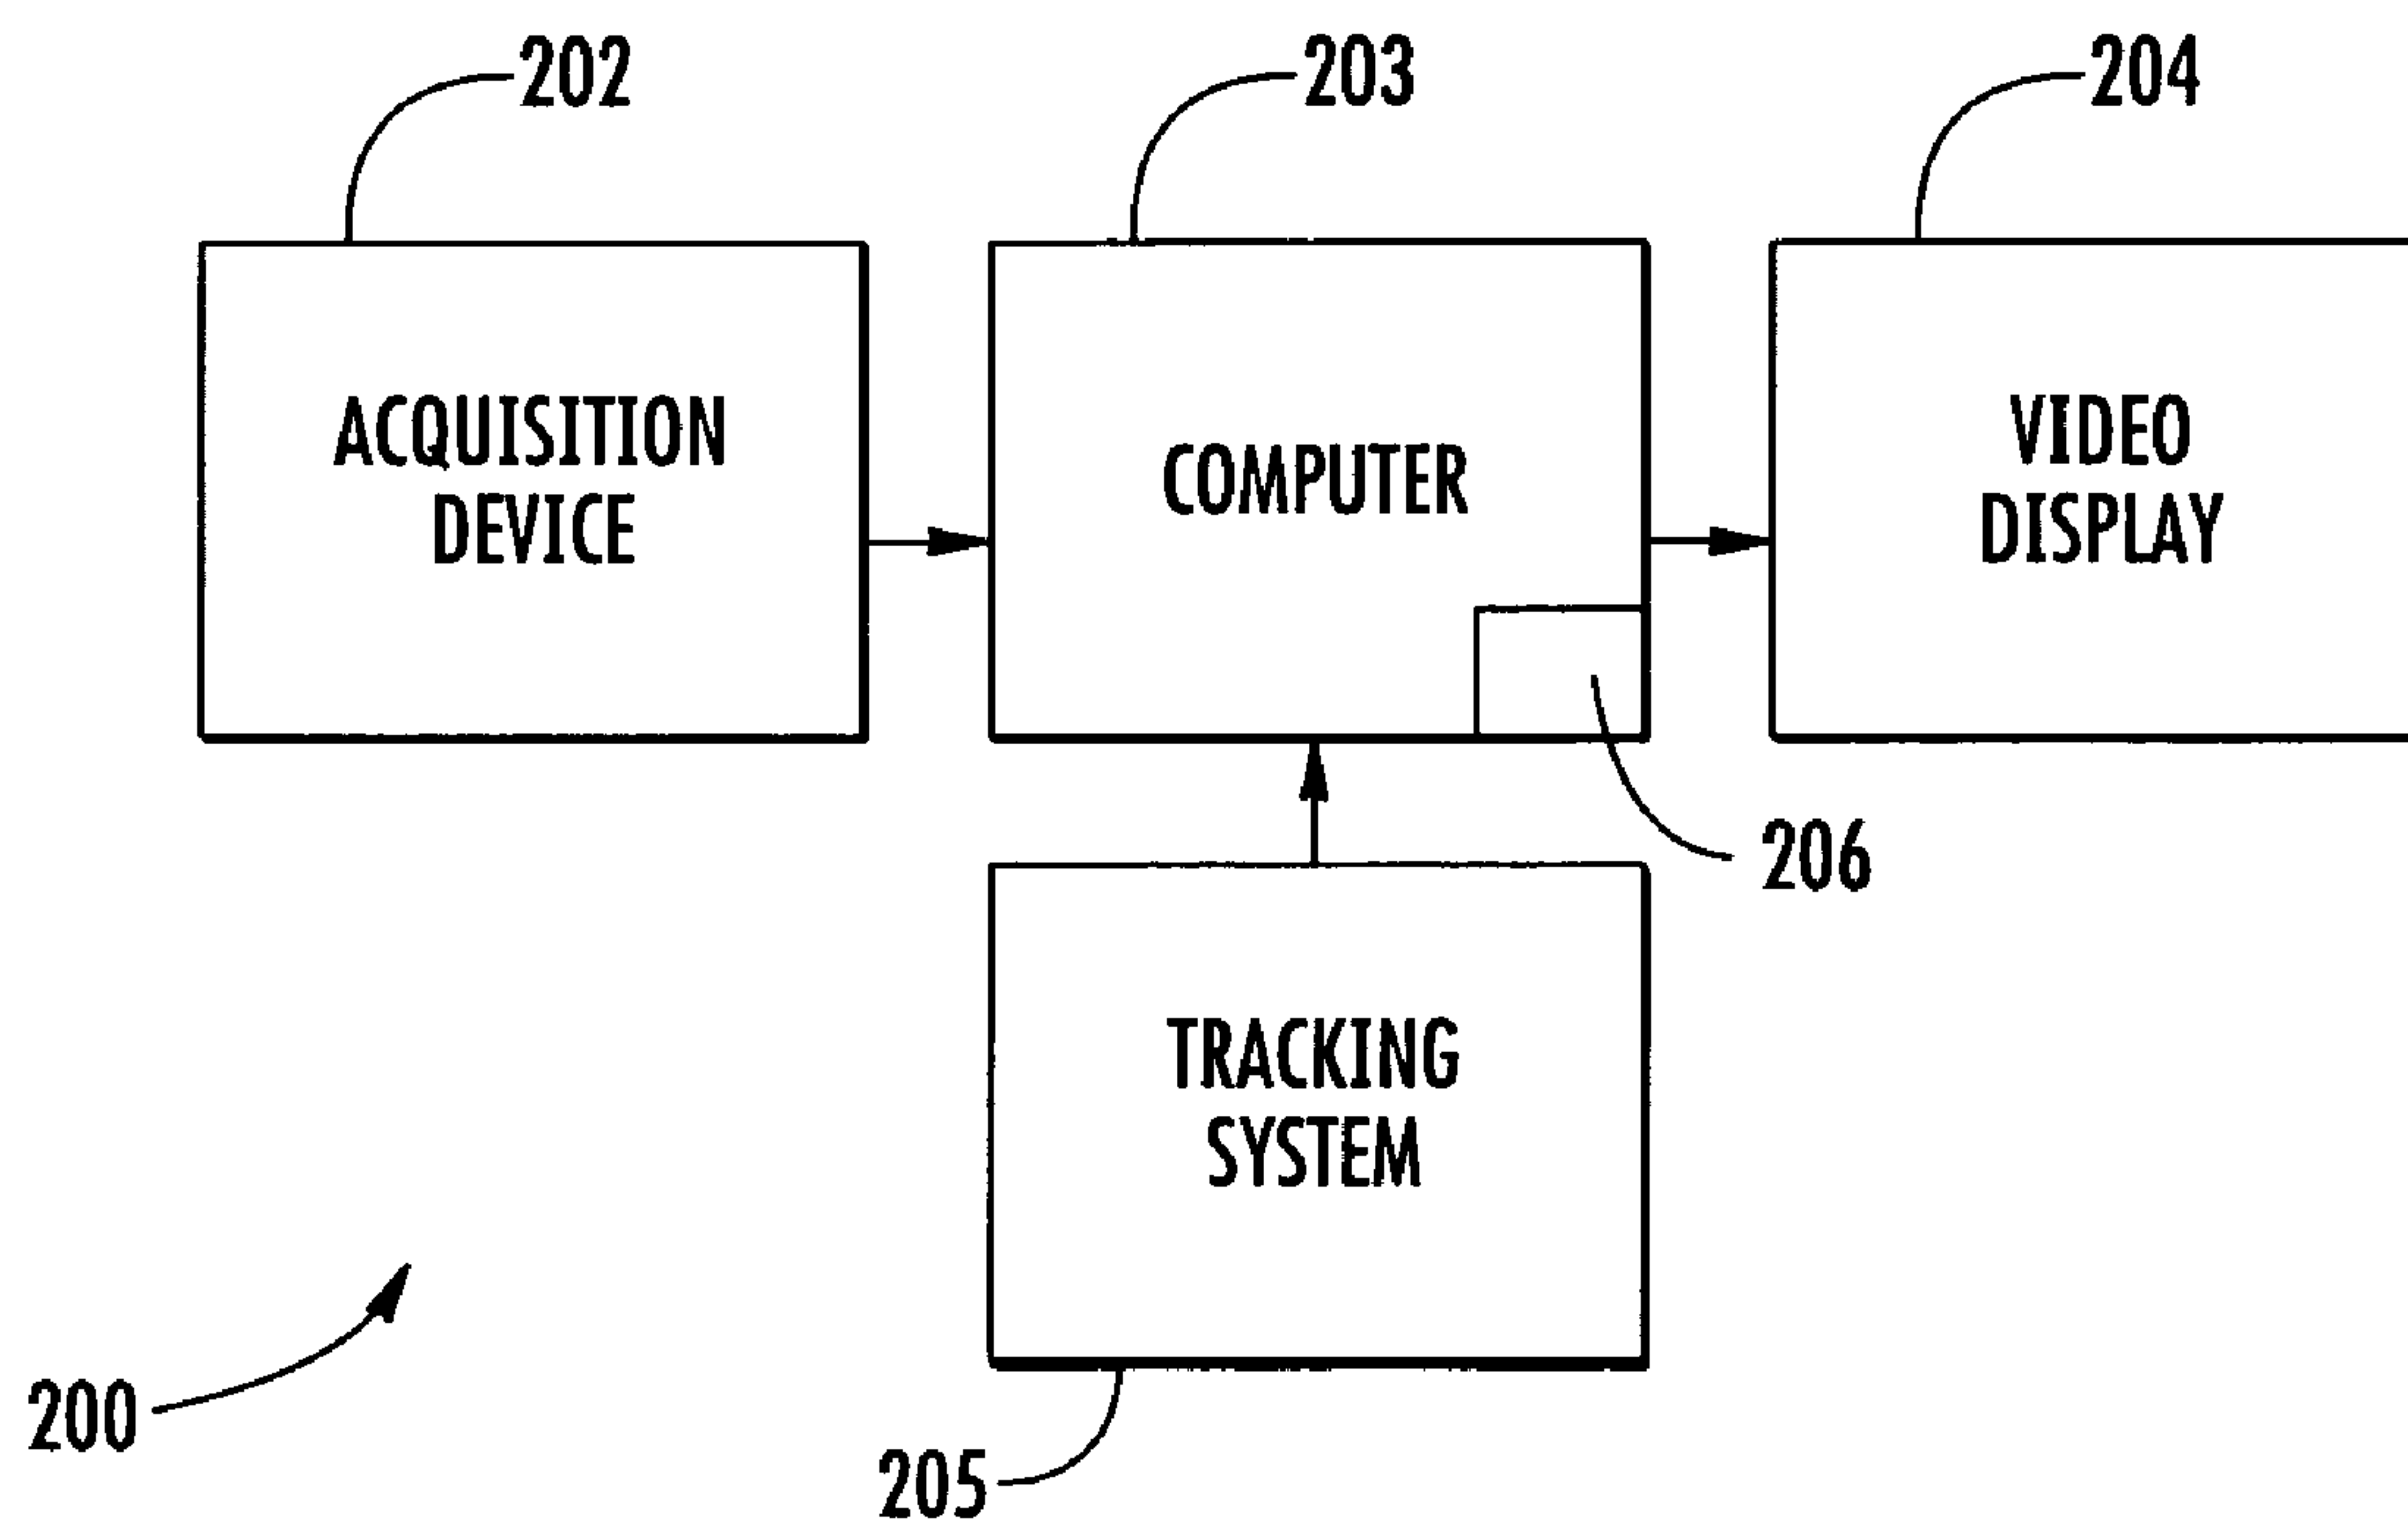 202
203
204
ACQUISITION
DEVICE
COMPUTER
VIDEO
DISPLAY
206
TRACKING
SYSTEM
200
205